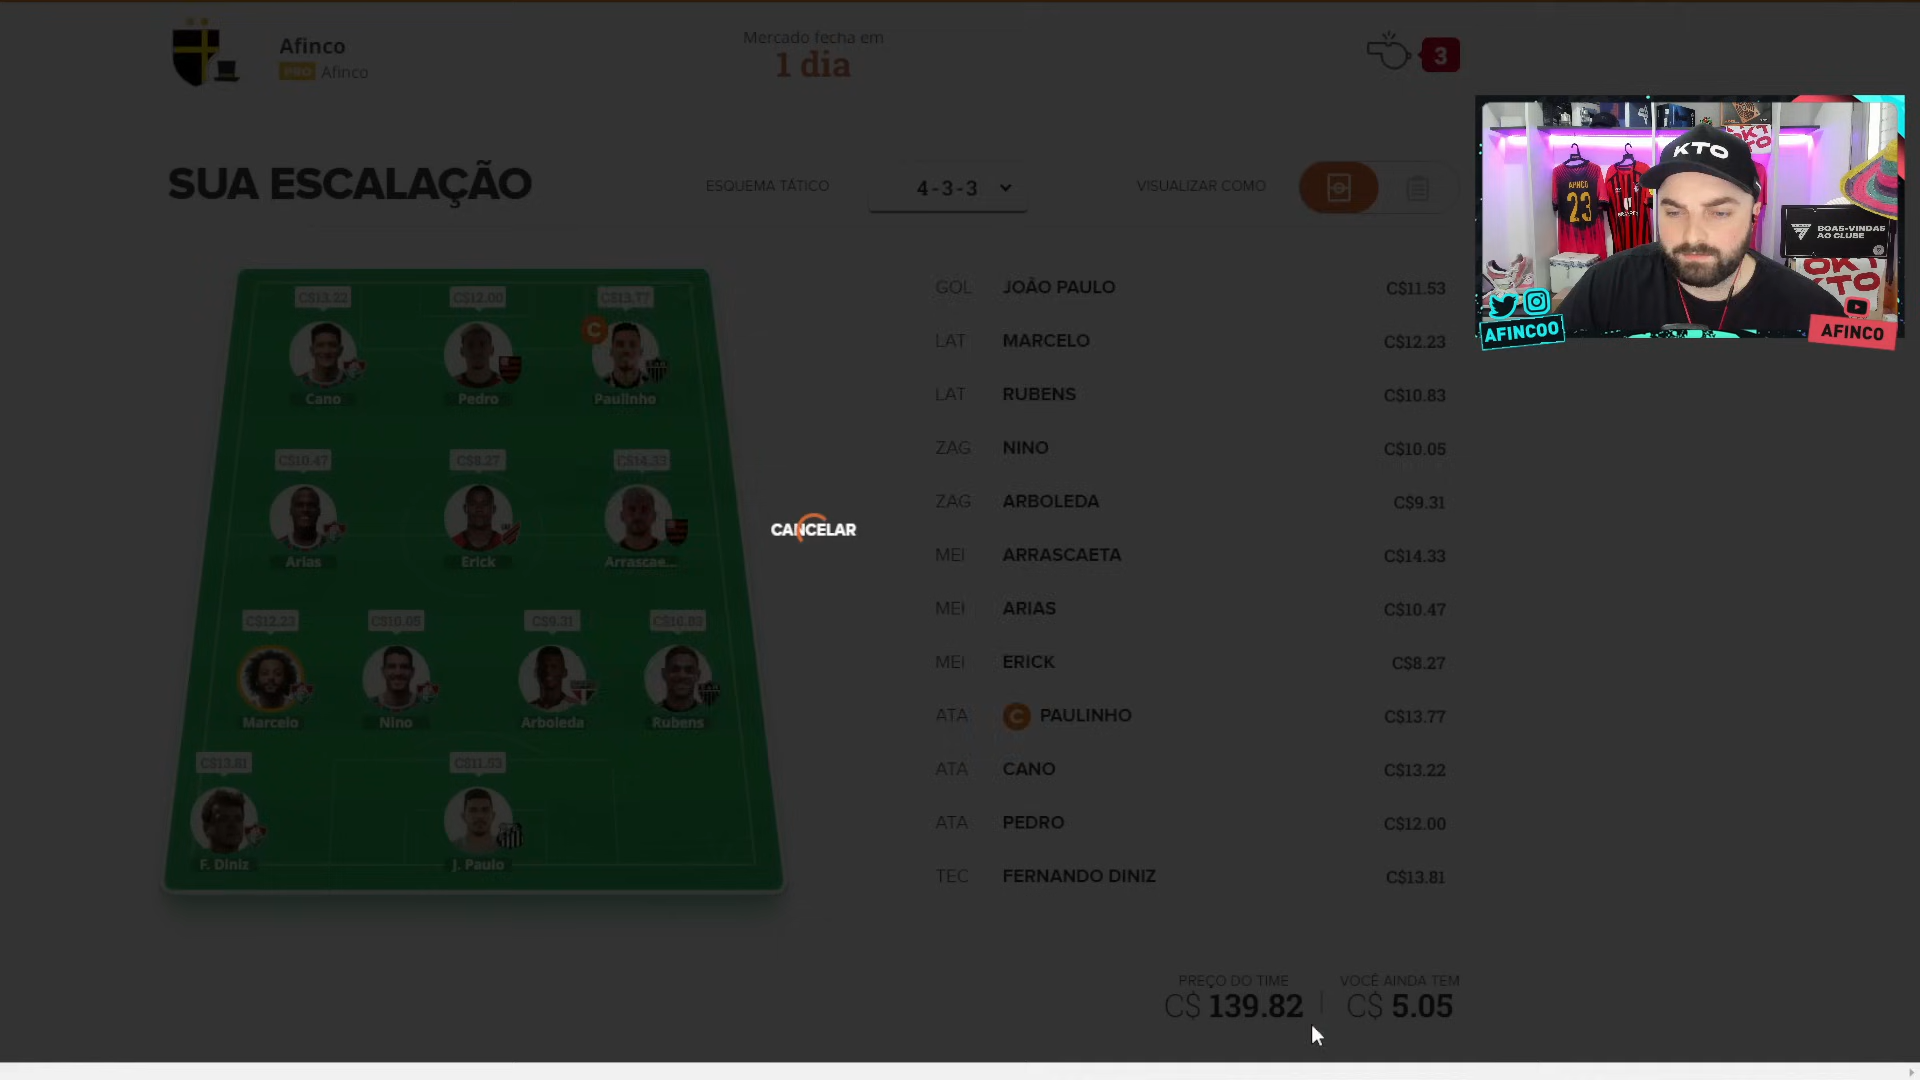 Afinco
PRO Afinco
Mercado fecha em
1 dia
3
SUA ESCALAÇÃO
ESQUEMA TÁTICO
4-3-3
VISUALIZAR COMO
C$13.22
C$12.00
C$13.77
C
Cano
Pedro
Paulinho
C$10.47
C$8.27
C$14.33
Arias
Erick
Arrascae...
C$12.23
C$10.05
C$9.31
C$10.83
Marcelo
Nino
Arboleda
Rubens
C$13.81
C$11.53
F. Diniz
J. Paulo
CANCELAR
GOL JOÃO PAULO C$11.53
LAT MARCELO C$12.23
LAT RUBENS C$10.83
ZAG NINO C$10.05
ZAG ARBOLEDA C$9.31
MEI ARRASCAETA C$14.33
MEI ARIAS C$10.47
MEI ERICK C$8.27
ATA C PAULINHO C$13.77
ATA CANO C$13.22
ATA PEDRO C$12.00
TEC FERNANDO DINIZ C$13.81
PREÇO DO TIME
C$ 139.82
VOCÊ AINDA TEM
C$ 5.05
KTO
AFINCO
23
BOAS-VINDAS
AO CLUBE
KTO
OKT
KTO
AFINCOO
AFINCO